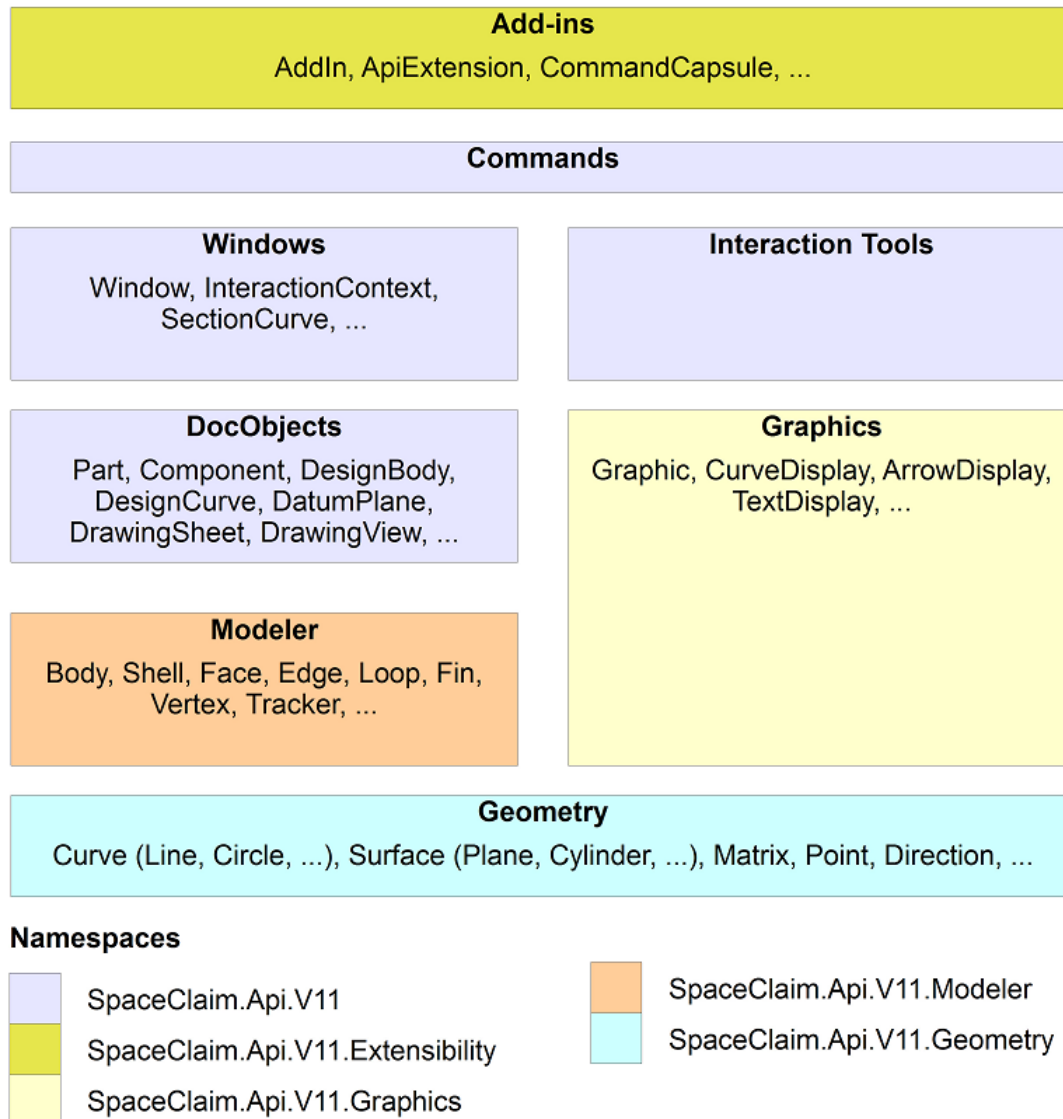 Add-ins
AddIn, ApiExtension, CommandCapsule, ...
Commands
Windows
Window, InteractionContext,
SectionCurve, ...
Interaction Tools
DocObjects
Part, Component, DesignBody,
DesignCurve, DatumPlane,
DrawingSheet, DrawingView, ...
Graphics
Graphic, CurveDisplay, ArrowDisplay,
TextDisplay, ...
Modeler
Body, Shell, Face, Edge, Loop, Fin,
Vertex, Tracker, ...
Geometry
Curve (Line, Circle, ...), Surface (Plane, Cylinder, ...), Matrix, Point, Direction, ...
Namespaces
SpaceClaim.Api.V11
SpaceClaim.Api.V11.Extensibility
SpaceClaim.Api.V11.Graphics
SpaceClaim.Api.V11.Modeler
SpaceClaim.Api.V11.Geometry